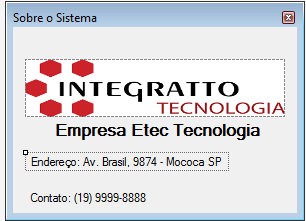 Sobre o Sistema
INTEGRATTO
TECNOLOGIA
Empresa Etec Tecnologia
Endereço: Av. Brasil, 9874 - Mococa SP
Contato: (19) 9999-8888